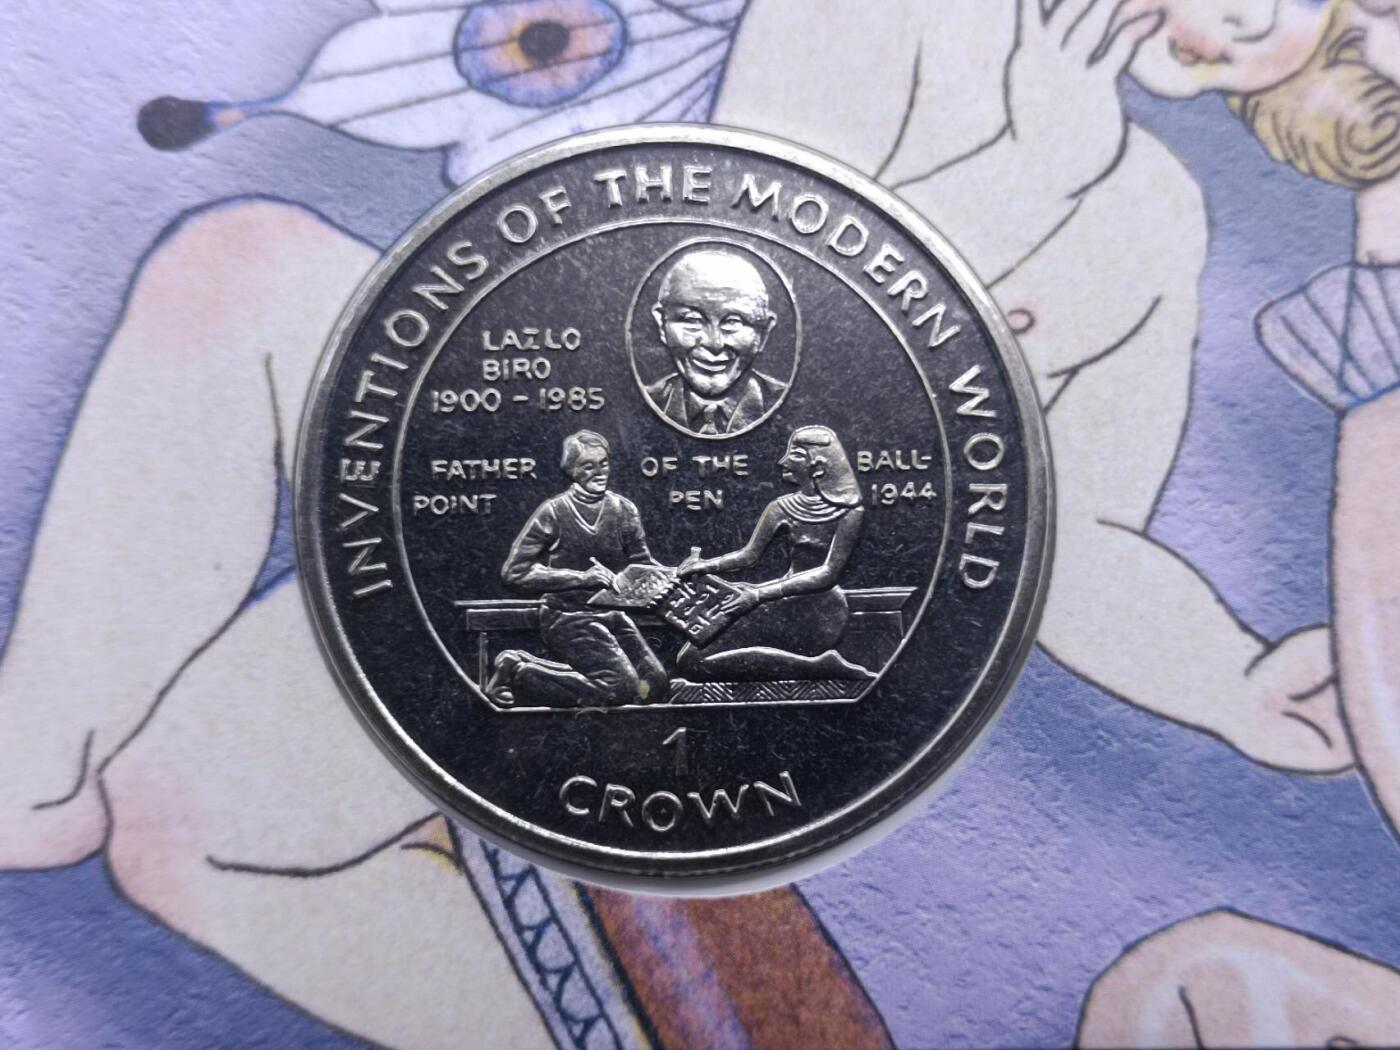 INVENTIONS OF THE MODERN WORLD
LAZLO
BIRO
1900 - 1985
FATHER OF THE BALL-
POINT PEN 1944
1
CROWN